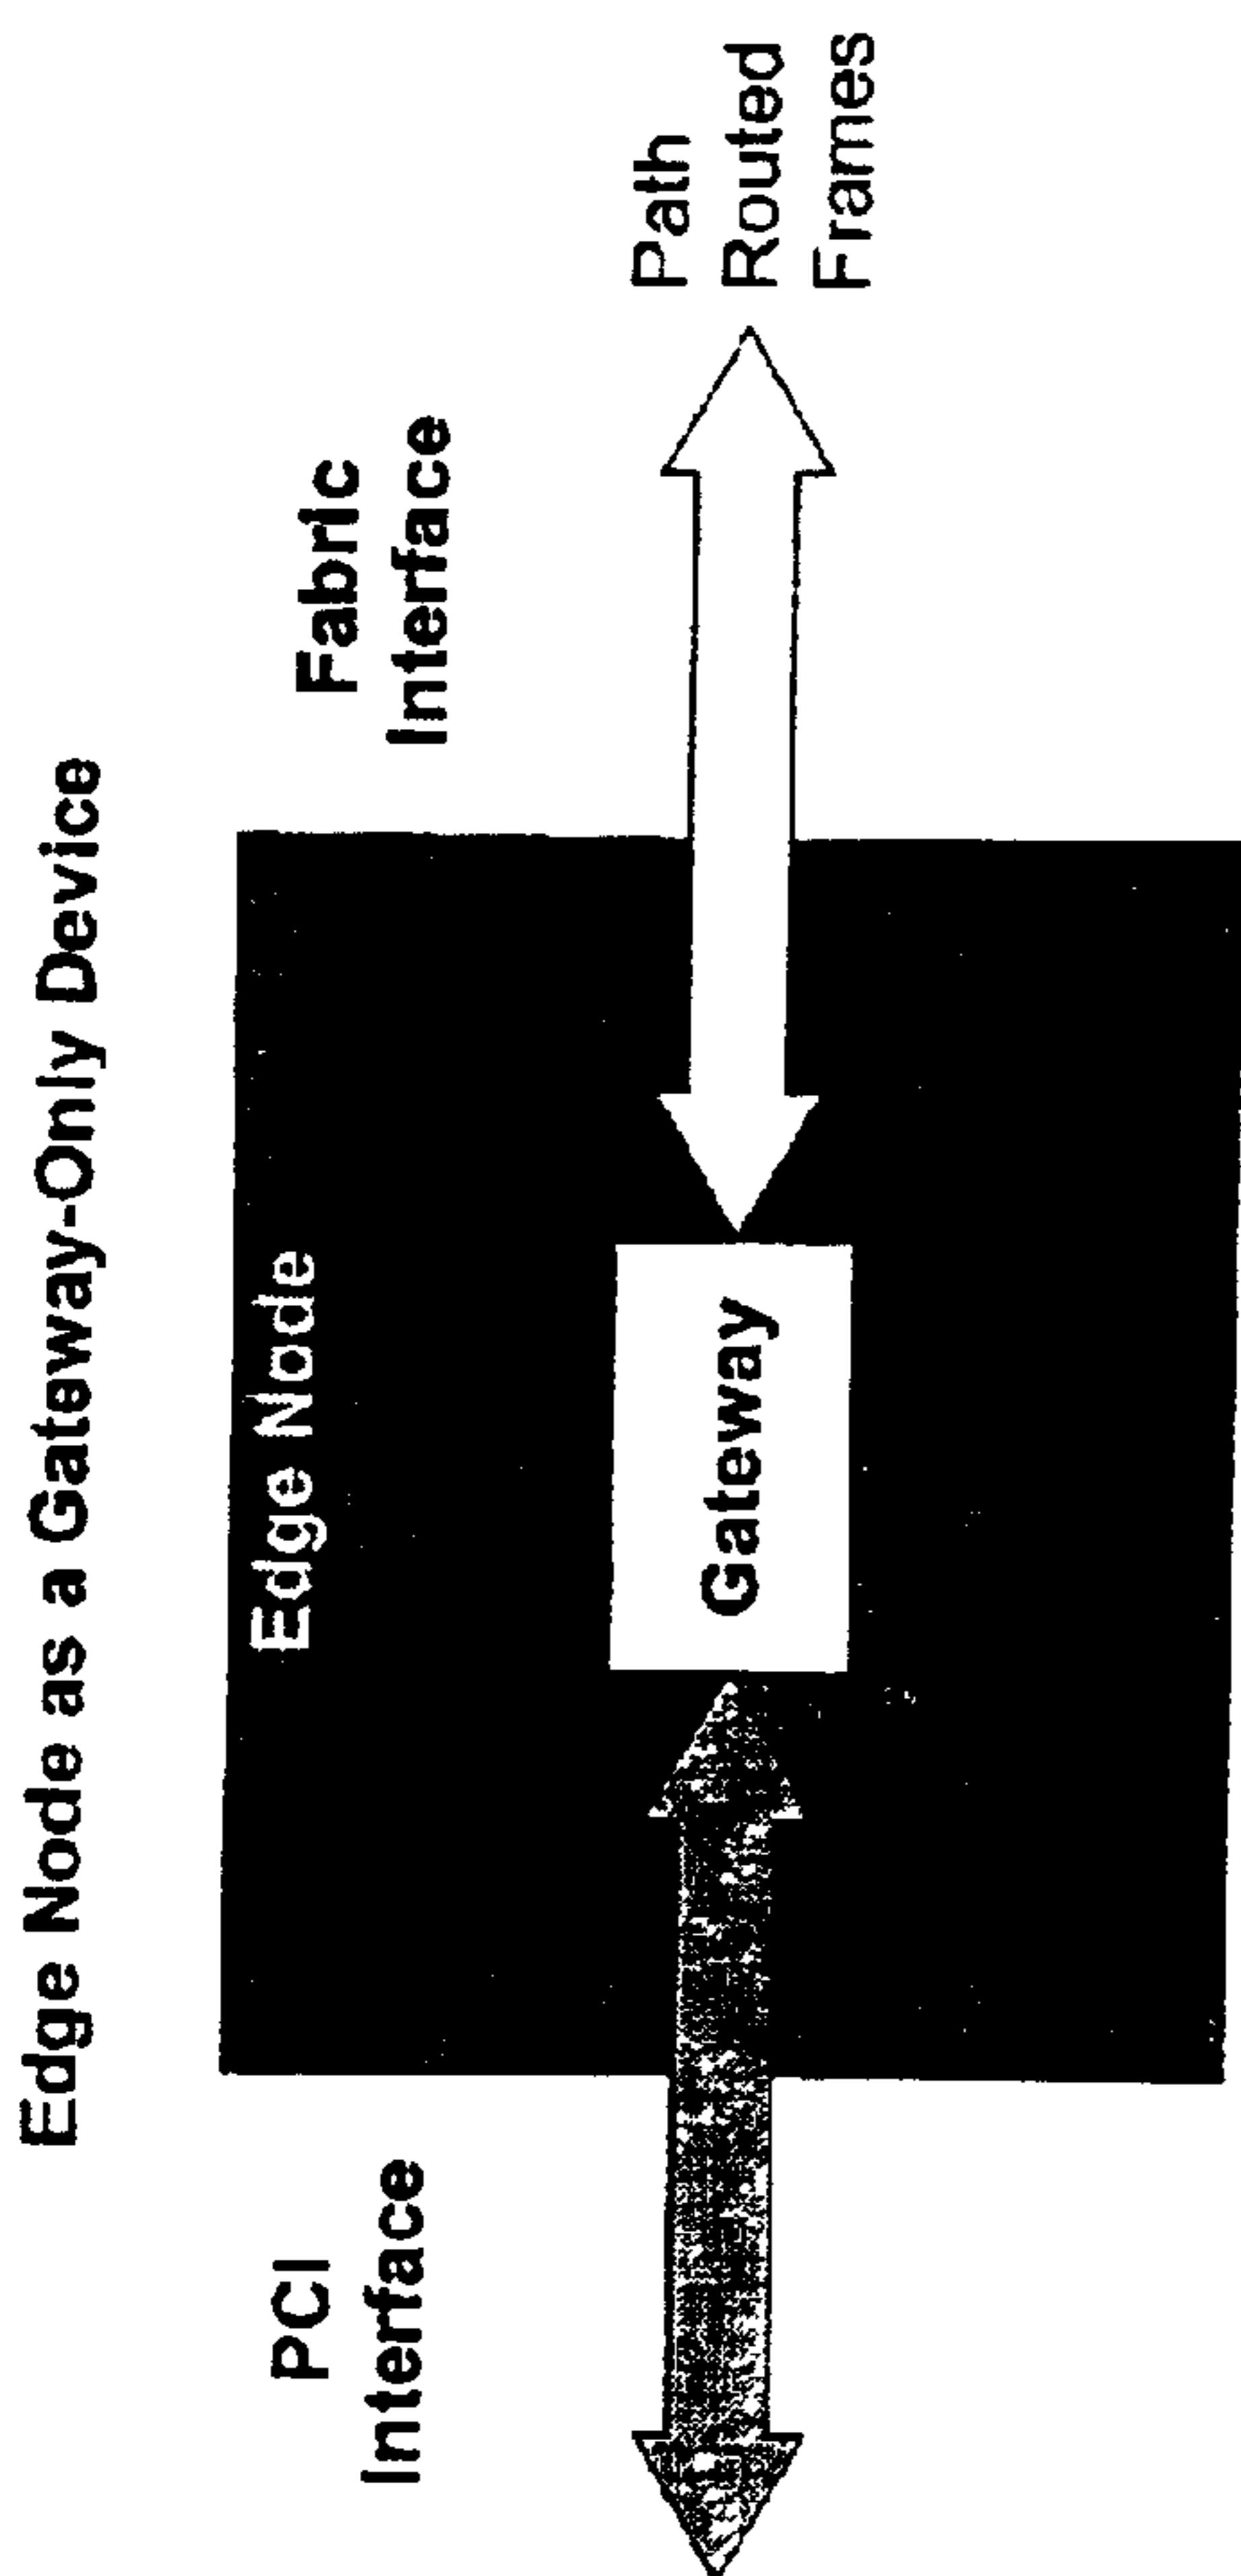 Edge Node as a Gateway-Only Device
PCI
Interface
Edge Node
Gateway
Fabric
Interface
Path
Routed
Frames